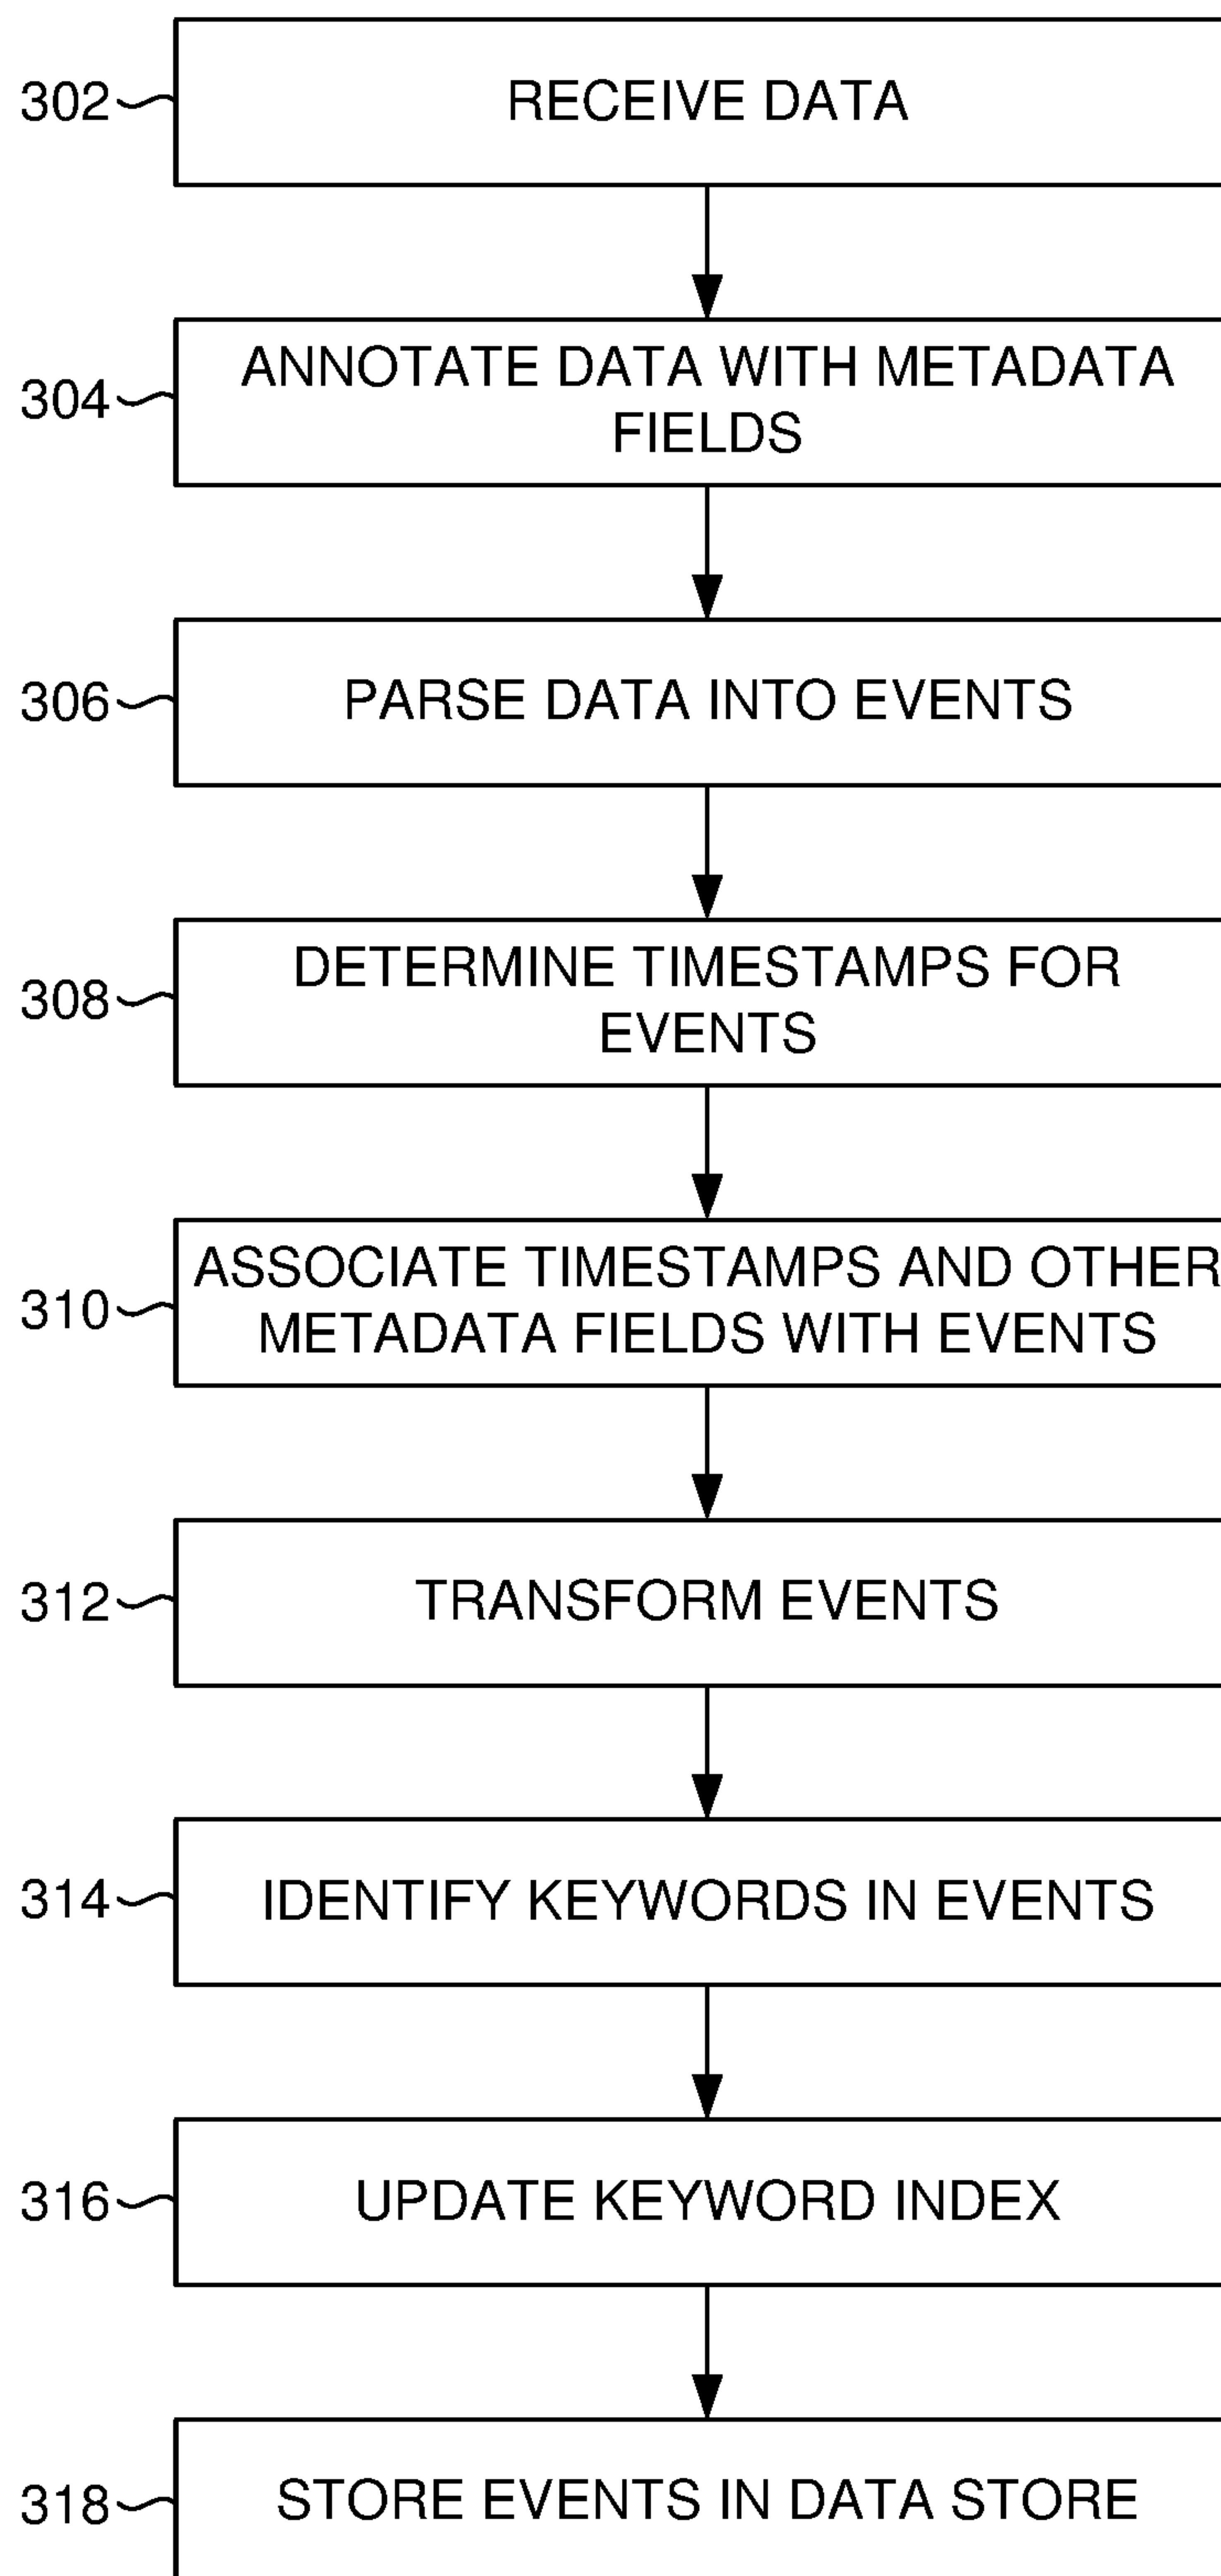 302
RECEIVE DATA
304
ANNOTATE DATA WITH METADATA
FIELDS
306
PARSE DATA INTO EVENTS
308
DETERMINE TIMESTAMPS FOR
EVENTS
310
ASSOCIATE TIMESTAMPS AND OTHER
METADATA FIELDS WITH EVENTS
312
TRANSFORM EVENTS
314
IDENTIFY KEYWORDS IN EVENTS
316
UPDATE KEYWORD INDEX
318
STORE EVENTS IN DATA STORE